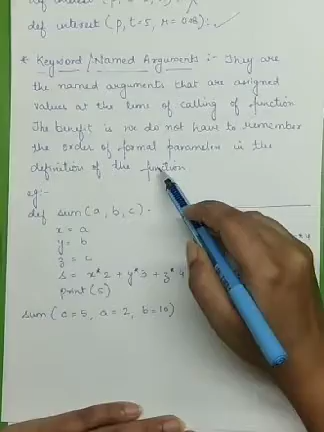 def interest (p, t=5, r=0.08):
* Keyword / Named Arguments :- They are
the named arguments that are assigned
values at the time of calling of function
The benefit is we do not have to remember
the order of formal parameters in the
definition of the function.
eg:-
def sum(a, b, c).
x = a
y = b
z = c
s = x*2 + y*3 + z*4
print(s)
sum(c=5, a=2, b=10)